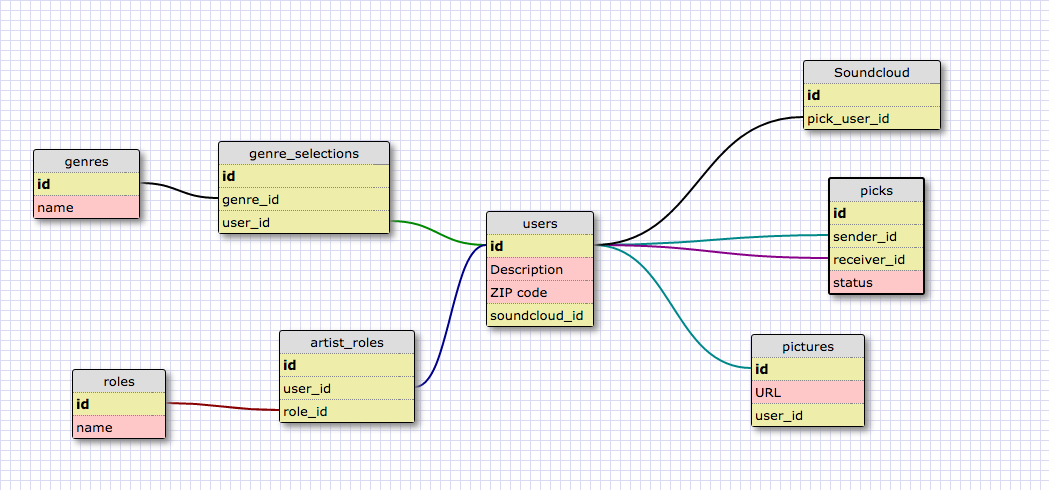 genres
id
name
genre_selections
id
genre_id
user_id
roles
id
name
artist_roles
id
user_id
role_id
users
id
Description
ZIP code
soundcloud_id
Soundcloud
id
pick_user_id
picks
id
sender_id
receiver_id
status
pictures
id
URL
user_id